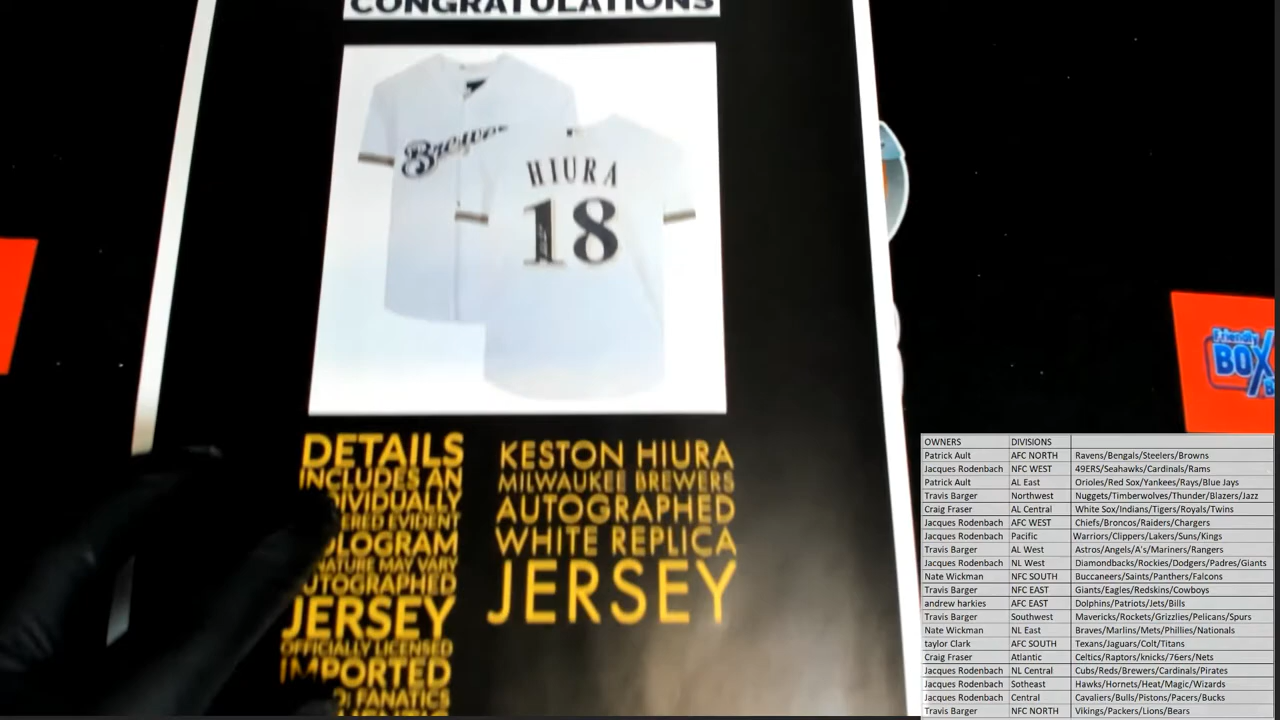 CONGRATULATIONS
Brewe
HIURA
18
DETAILS
INCLUDES AN
JERSEY
OFFICIALLY LICENSED
IMPORTED
FANATICS
KESTON HIURA
MILWAUKEE BREWERS
AUTOGRAPHED
WHITE REPLICA
JERSEY
Friendly
BOX
OWNERS DIVISIONS
Patrick Ault AFC NORTH Ravens/Bengals/Steelers/Browns
Jacques Rodenbach NFC WEST 49ERS/Seahawks/Cardinals/Rams
Patrick Ault AL East Orioles/Red Sox/Yankees/Rays/Blue Jays
Travis Barger Northwest Nuggets/Timberwolves/Thunder/Blazers/Jazz
Craig Fraser AL Central White Sox/Indians/Tigers/Royals/Twins
Jacques Rodenbach AFC WEST Chiefs/Broncos/Raiders/Chargers
Jacques Rodenbach Pacific Warriors/Clippers/Lakers/Suns/Kings
Travis Barger AL West Astros/Angels/A's/Mariners/Rangers
Jacques Rodenbach NL West Diamondbacks/Rockies/Dodgers/Padres/Giants
Nate Wickman NFC SOUTH Buccaneers/Saints/Panthers/Falcons
Travis Barger NFC EAST Giants/Eagles/Redskins/Cowboys
andrew harkies AFC EAST Dolphins/Patriots/Jets/Bills
Travis Barger Southwest Mavericks/Rockets/Grizzlies/Pelicans/Spurs
Nate Wickman NL East Braves/Marlins/Mets/Phillies/Nationals
taylor Clark AFC SOUTH Texans/Jaguars/Colt/Titans
Craig Fraser Atlantic Celtics/Raptors/knicks/76ers/Nets
Jacques Rodenbach NL Central Cubs/Reds/Brewers/Cardinals/Pirates
Jacques Rodenbach Sotheast Hawks/Hornets/Heat/Magic/Wizards
Jacques Rodenbach Central Cavaliers/Bulls/Pistons/Pacers/Bucks
Travis Barger NFC NORTH Vikings/Packers/Lions/Bears